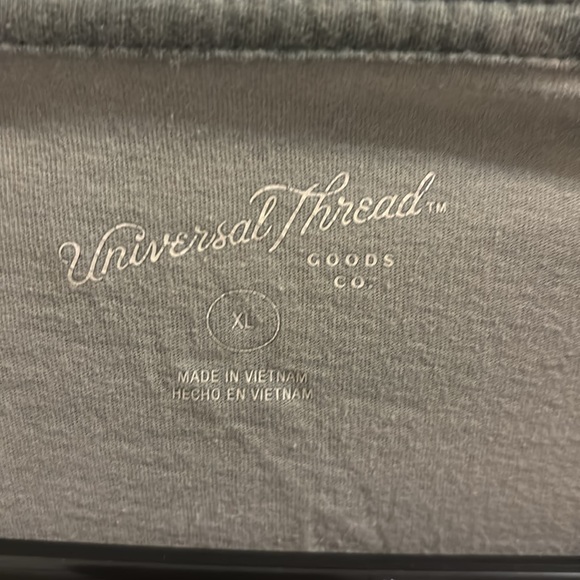 Universal Thread™
GOODS
CO.
XL
MADE IN VIETNAM
HECHO EN VIETNAM